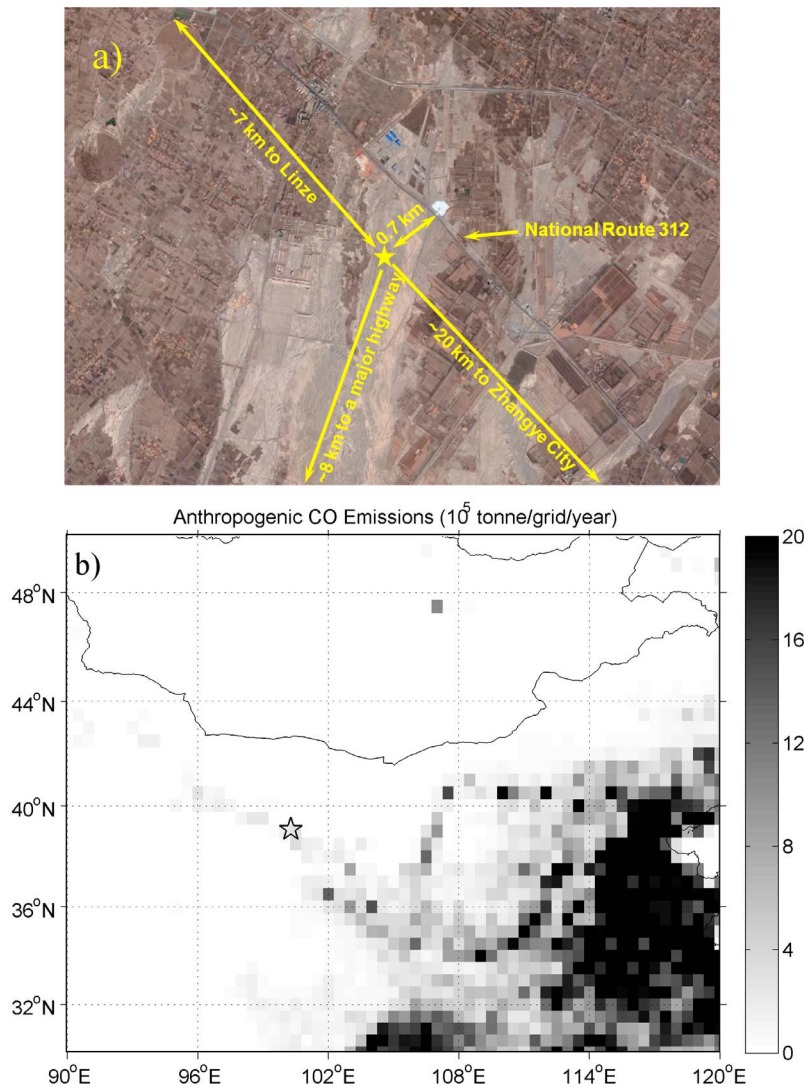 a)
~7 km to Linze
0.7 km
National Route 312
~8 km to a major highway
~20 km to Zhangye City
Anthropogenic CO Emissions (10⁵ tonne/grid/year)
b)
48°N
44°N
40°N
36°N
32°N
90°E
96°E
102°E
108°E
114°E
120°E
20
16
12
8
4
0